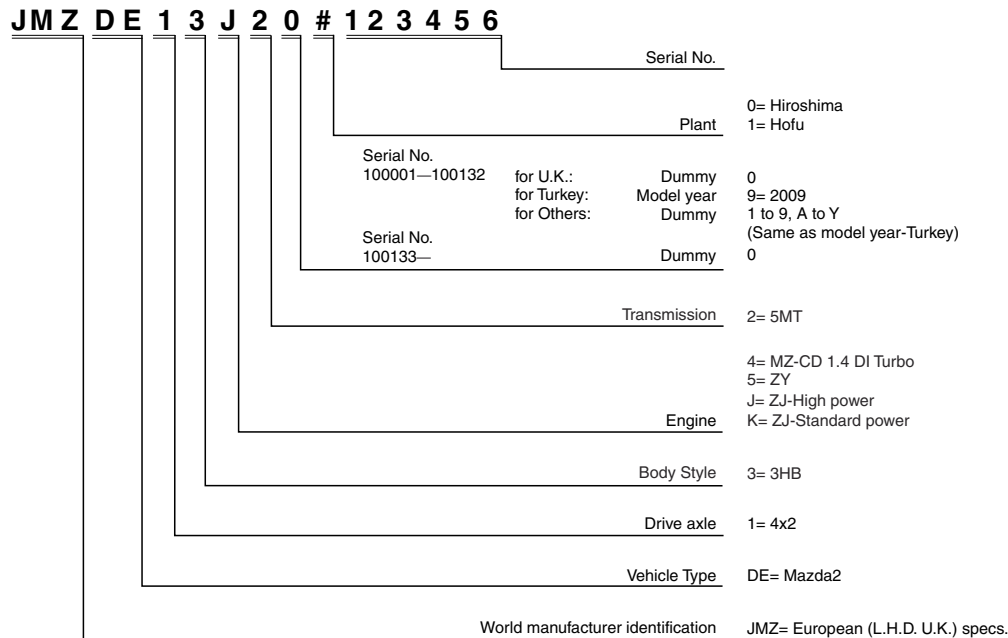 JMZ DE 1 3 J 2 0 # 1 2 3 4 5 6
Serial No.
0= Hiroshima
Plant 1= Hofu
Serial No.
100001—100132 for U.K.: Dummy 0
for Turkey: Model year 9= 2009
for Others: Dummy 1 to 9, A to Y
(Same as model year-Turkey)
Serial No.
100133— Dummy 0
Transmission 2= 5MT
4= MZ-CD 1.4 DI Turbo
5= ZY
J= ZJ-High power
Engine K= ZJ-Standard power
Body Style 3= 3HB
Drive axle 1= 4x2
Vehicle Type DE= Mazda2
World manufacturer identification JMZ= European (L.H.D. U.K.) specs.